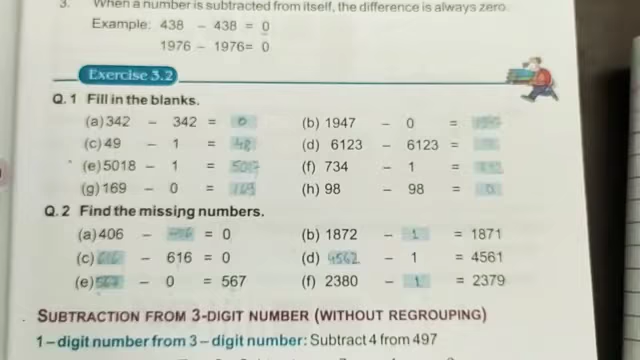 3. When a number is subtracted from itself, the difference is always zero.
Example: 438 - 438 = 0
1976 - 1976= 0
Exercise 3.2
Q.1 Fill in the blanks.
(a) 342 - 342 = 0 (b) 1947 - 0 =
(c) 49 - 1 = 48 (d) 6123 - 6123 =
(e) 5018 - 1 = 5017 (f) 734 - 1 =
(g) 169 - 0 = 169 (h) 98 - 98 = 0
Q.2 Find the missing numbers.
(a) 406 - 406 = 0 (b) 1872 - 1 = 1871
(c) 616 - 616 = 0 (d) 4562 - 1 = 4561
(e) 567 - 0 = 567 (f) 2380 - 1 = 2379
SUBTRACTION FROM 3-DIGIT NUMBER (WITHOUT REGROUPING)
1-digit number from 3-digit number: Subtract 4 from 497